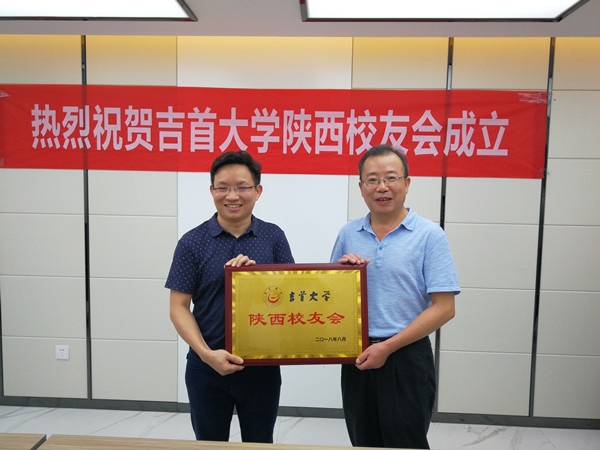 热烈祝贺吉首大学陕西校友会成立
吉首大学
陕西校友会
二〇一八年八月